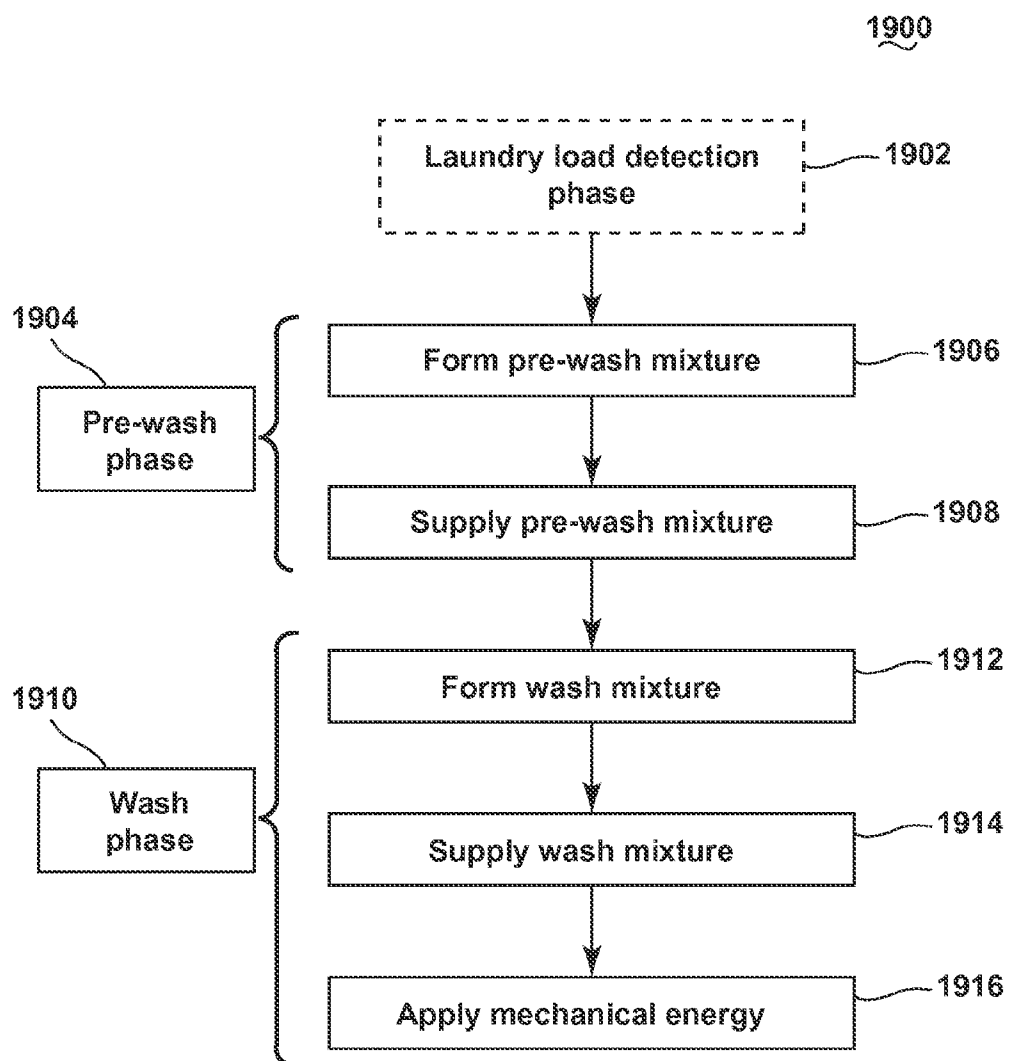 1900
Laundry load detection
phase
1902
1904
Pre-wash
phase
Form pre-wash mixture
1906
Supply pre-wash mixture
1908
1910
Wash
phase
Form wash mixture
1912
Supply wash mixture
1914
Apply mechanical energy
1916